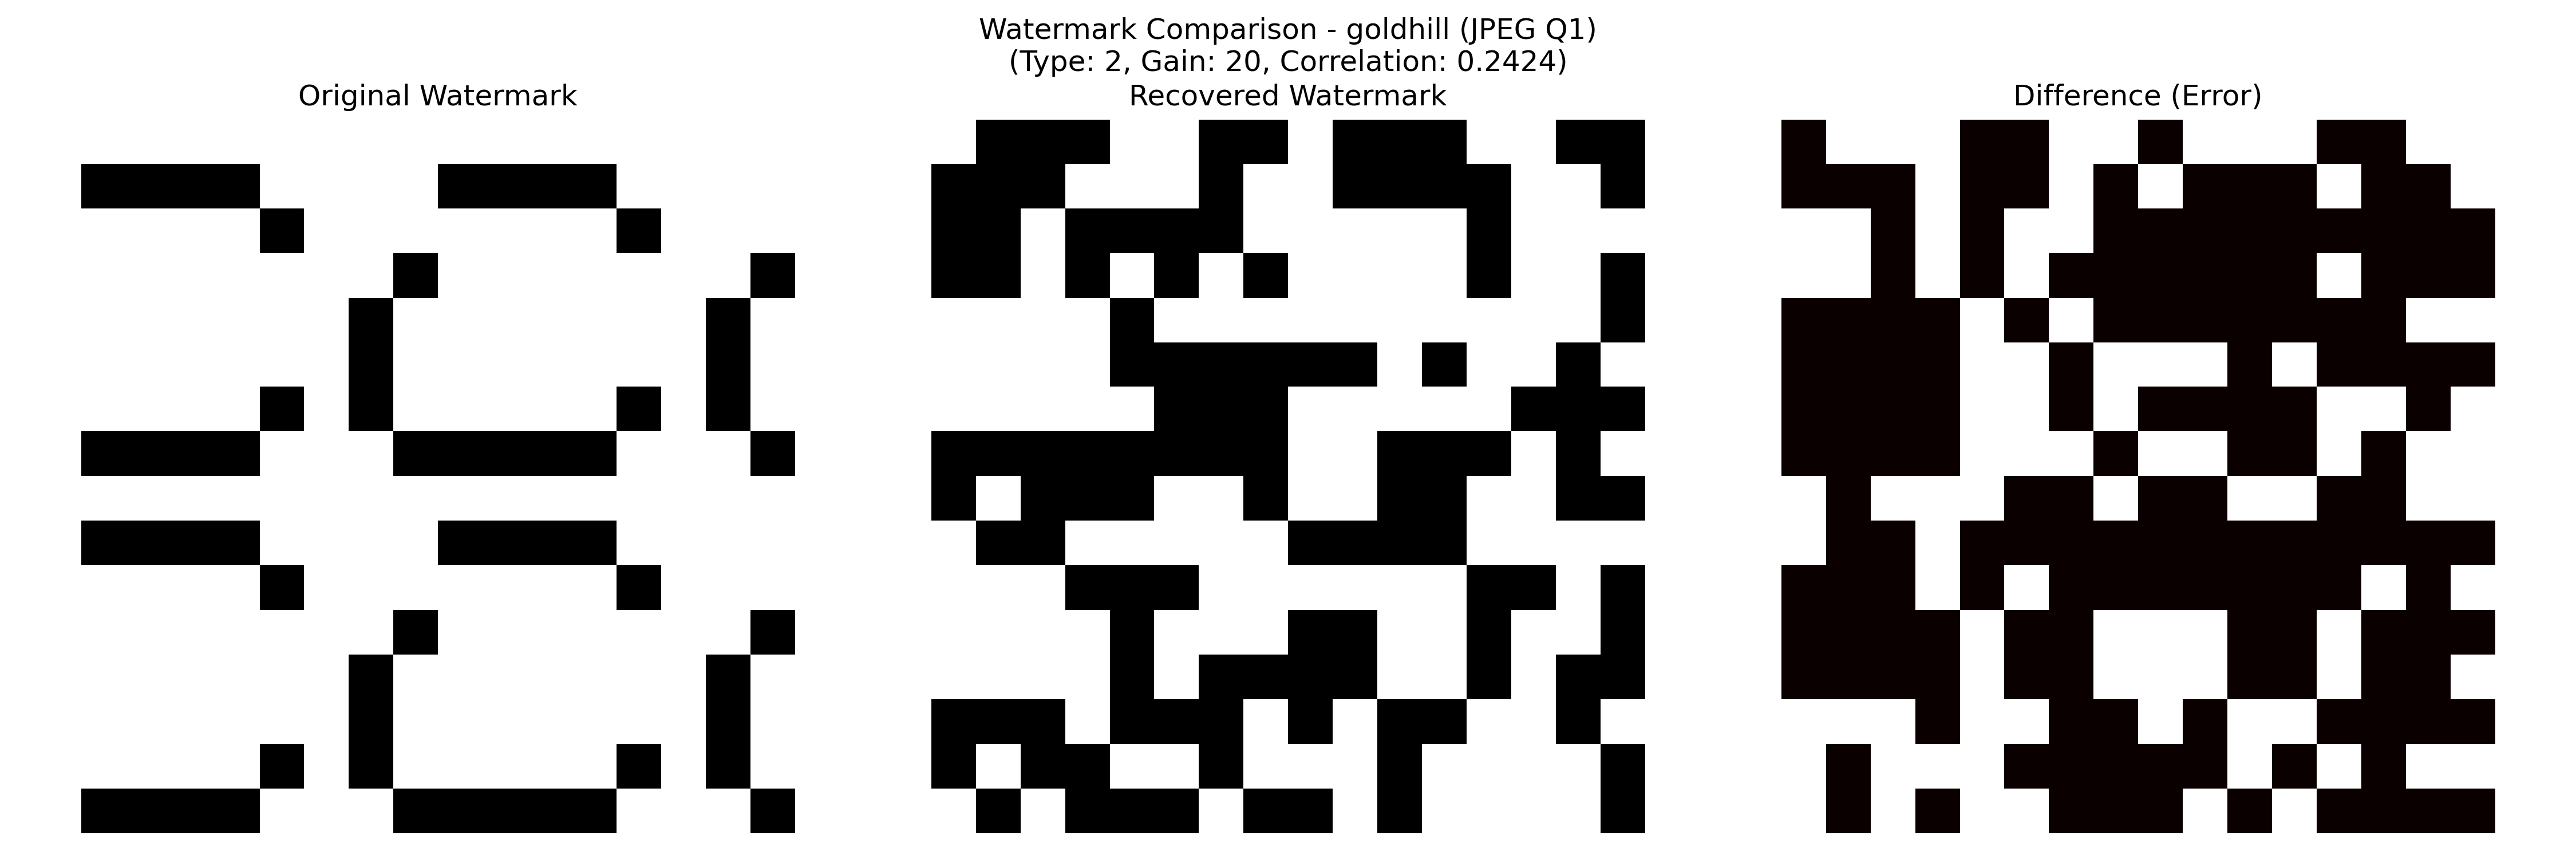 Watermark Comparison - goldhill (JPEG Q1)
(Type: 2, Gain: 20, Correlation: 0.2424)
Original Watermark
Recovered Watermark
Difference (Error)